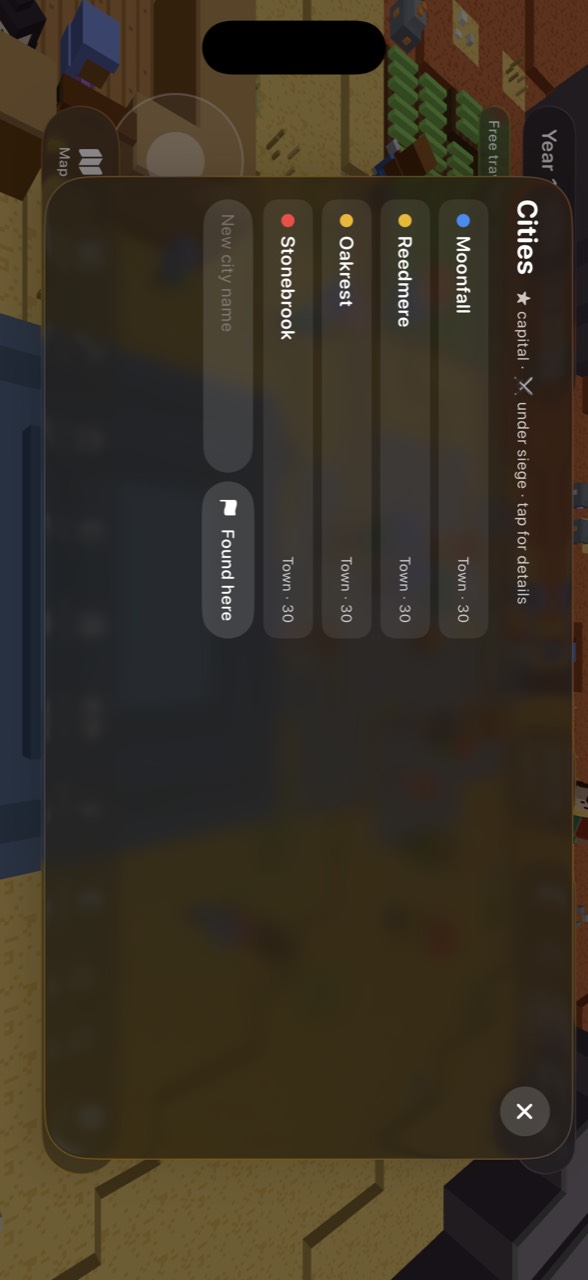 Year
Free tra
Cities ★ capital · ⚔ under siege · tap for details
Moonfall Town · 30
Reedmere Town · 30
Oakrest Town · 30
Stonebrook Town · 30
New city name Found here
Map